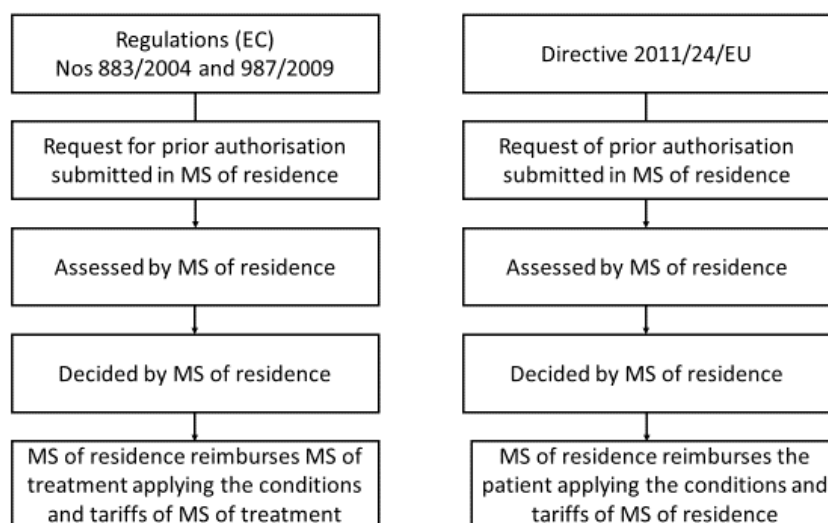 Regulations (EC)
Nos 883/2004 and 987/2009
Request for prior authorisation
submitted in MS of residence
Assessed by MS of residence
Decided by MS of residence
MS of residence reimburses MS of
treatment applying the conditions
and tariffs of MS of treatment
Directive 2011/24/EU
Request of prior authorisation
submitted in MS of residence
Assessed by MS of residence
Decided by MS of residence
MS of residence reimburses the
patient applying the conditions and
tariffs of MS of residence